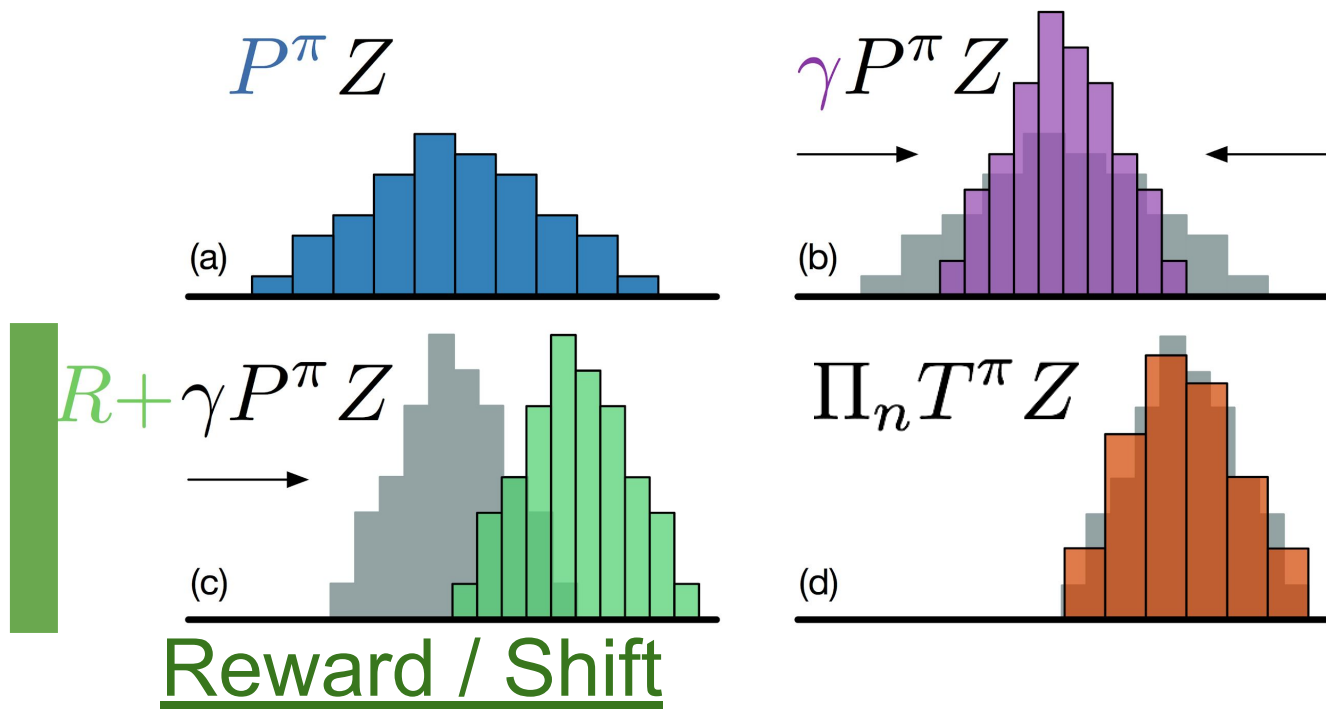 P^π Z
(a)
γP^π Z
(b)
R+γP^π Z
(c)
Π_n T^π Z
(d)
Reward / Shift